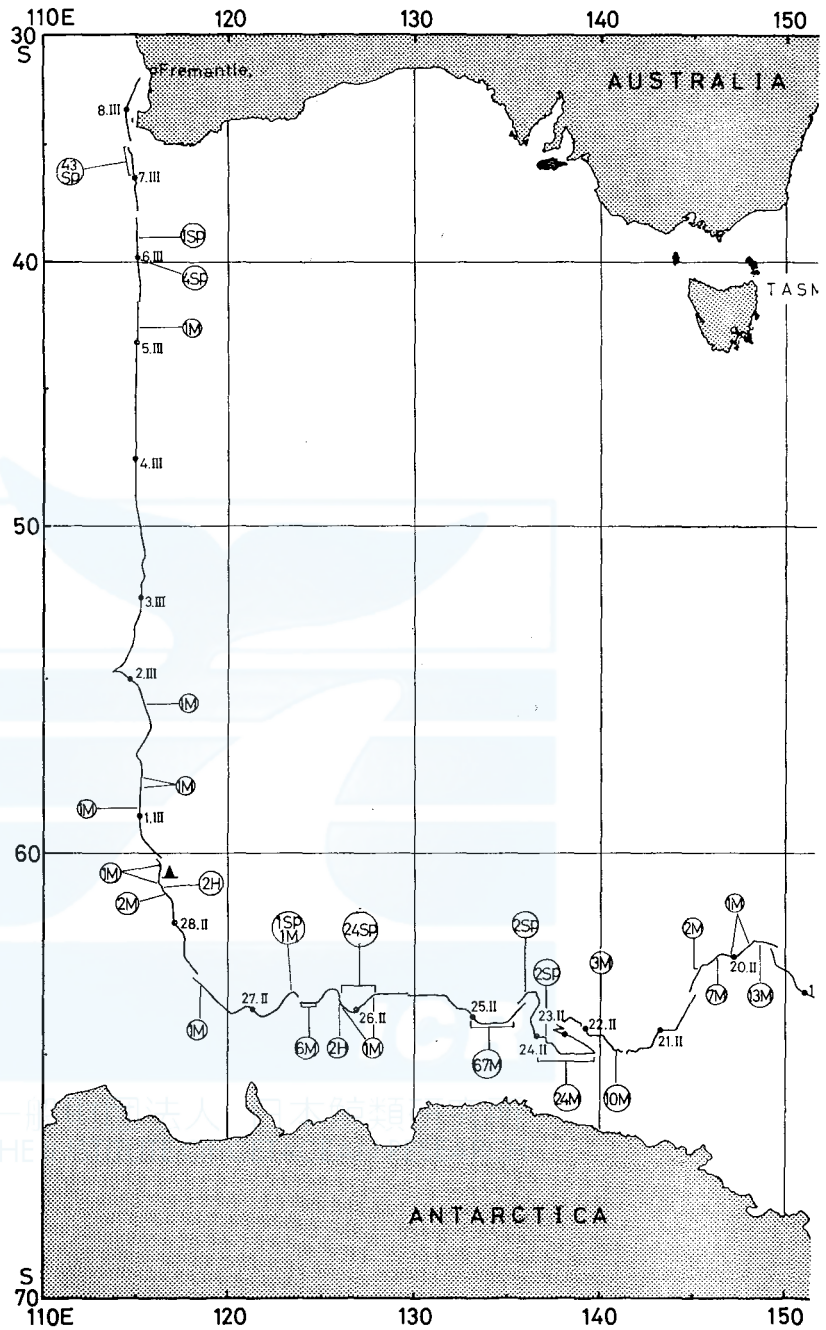 110E 120 130 140 150
30
S
Fremantle
AUSTRALIA
8.III
43
SP
7.III
1SP
6.III
40
4SP
TASM
1M
5.III
4.III
50
3.III
2.III
1M
1M
1M
1.III
60
1M
2H
2M
28.II
1SP
1M
24SP
2SP
2SP
3M
2M
1M
20.II
7M
13M
1
27.II
26.II
25.II
23.II
22.II
21.II
24.II
1M
6M
2H
1M
67M
24M
10M
ICR
THE
ANTARCTICA
S
70
110E 120 130 140 150